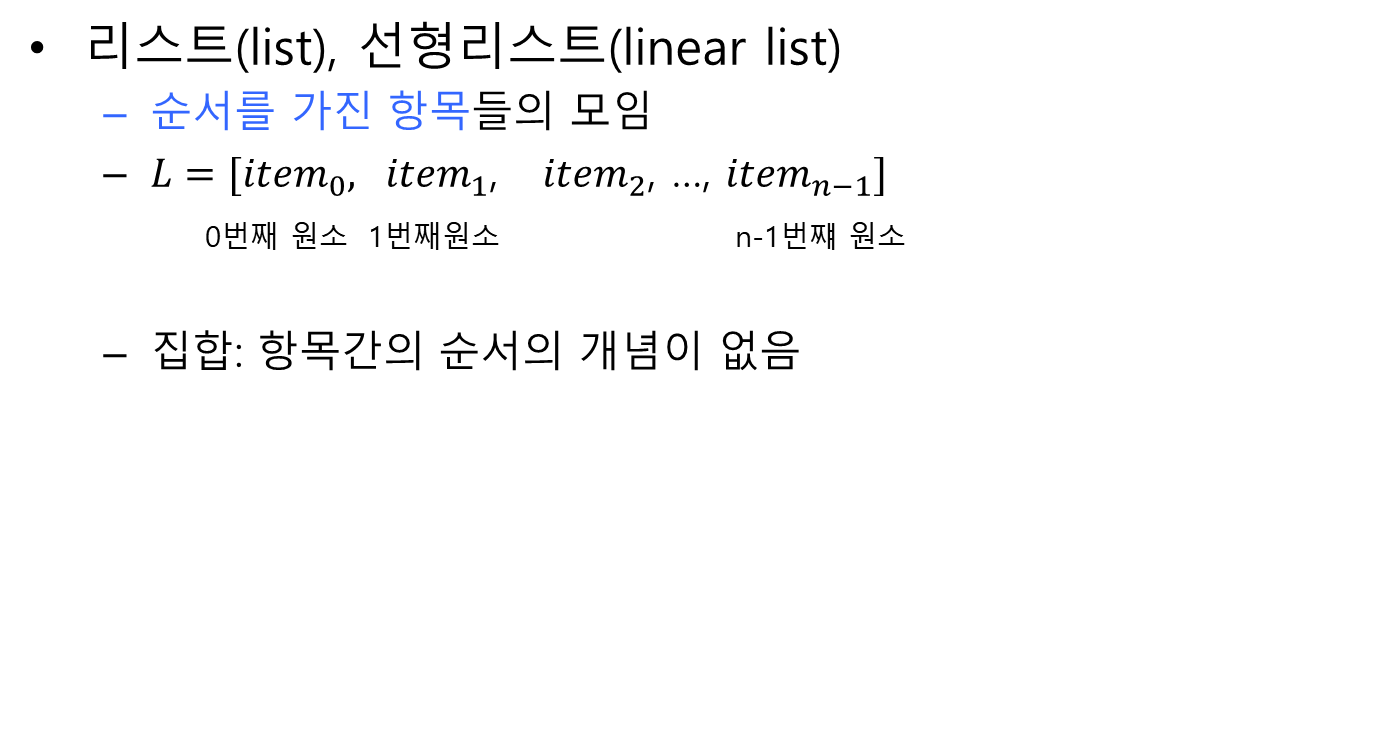 • 리스트(list), 선형리스트(linear list)
– 순서를 가진 항목들의 모임
– L = [item₀, item₁, item₂, …, itemₙ₋₁]
0번째 원소 1번째원소 n-1번쨰 원소
– 집합: 항목간의 순서의 개념이 없음